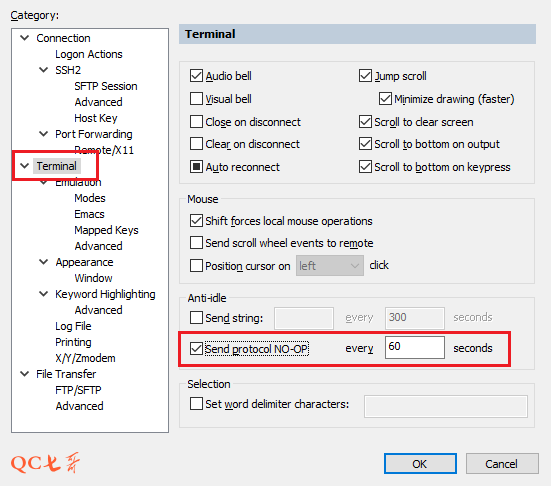 Category:
Connection
Logon Actions
SSH2
SFTP Session
Advanced
Host Key
Port Forwarding
Remote/X11
Terminal
Emulation
Modes
Emacs
Mapped Keys
Advanced
Appearance
Window
Keyword Highlighting
Advanced
Log File
Printing
X/Y/Zmodem
File Transfer
FTP/SFTP
Advanced
Terminal
Audio bell
Jump scroll
Visual bell
Minimize drawing (faster)
Close on disconnect
Scroll to clear screen
Clear on disconnect
Scroll to bottom on output
Auto reconnect
Scroll to bottom on keypress
Mouse
Shift forces local mouse operations
Send scroll wheel events to remote
Position cursor on left click
Anti-idle
Send string: every 300 seconds
Send protocol NO-OP every 60 seconds
Selection
Set word delimiter characters:
QC七哥
OK Cancel